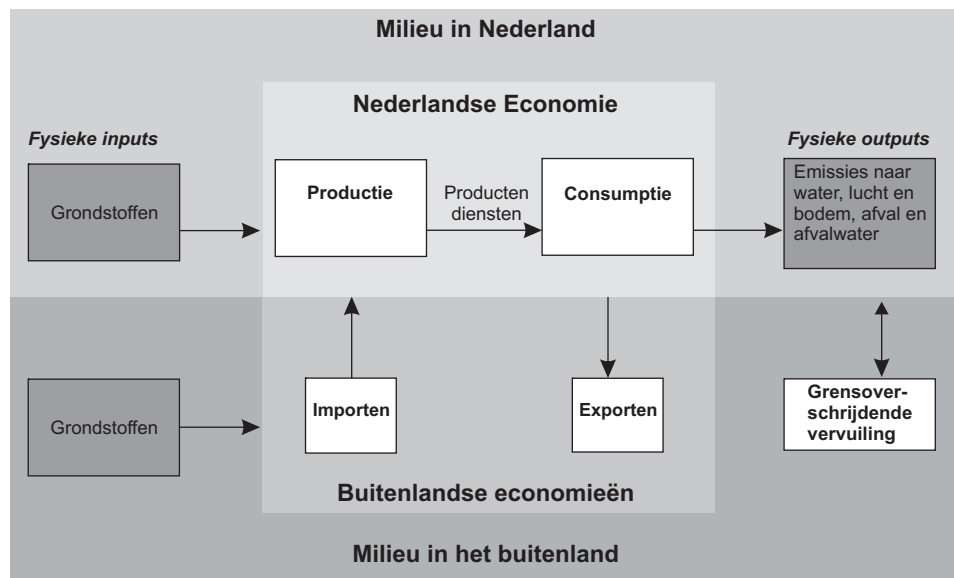 Milieu in Nederland
Nederlandse Economie
Fysieke inputs
Fysieke outputs
Grondstoffen
Productie
Producten
diensten
Consumptie
Emissies naar
water, lucht en
bodem, afval en
afvalwater
Grondstoffen
Importen
Exporten
Grensover-
schrijdende
vervuiling
Buitenlandse economieën
Milieu in het buitenland